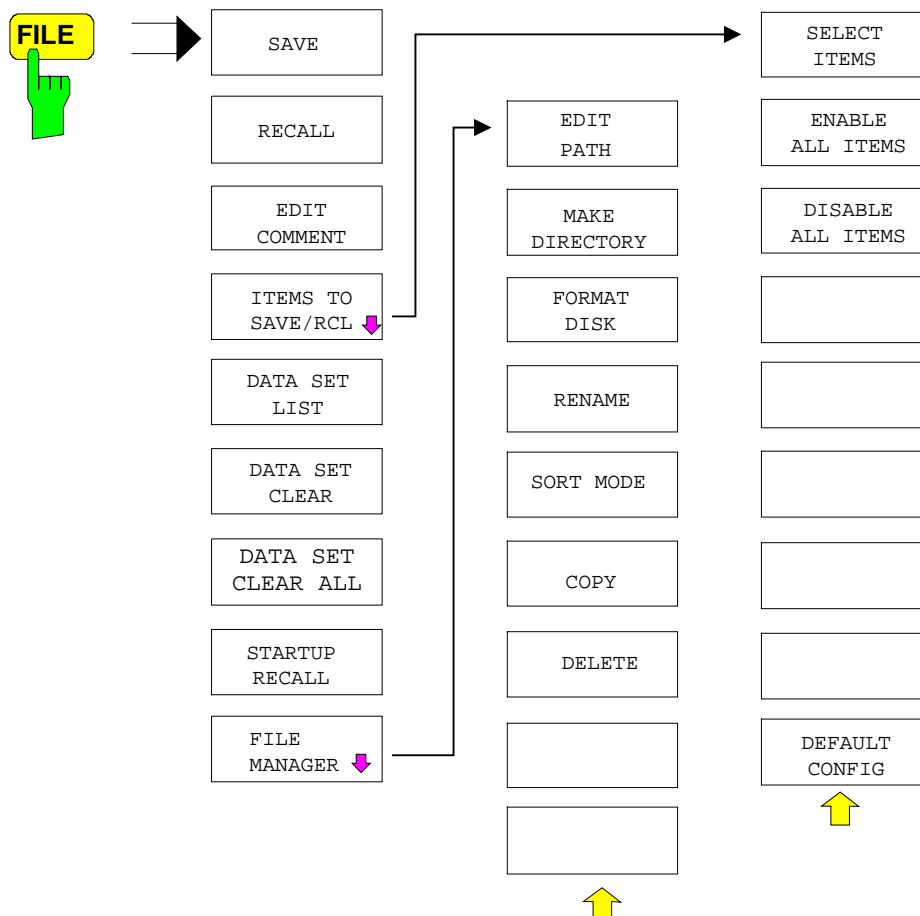 FILE
SAVE
RECALL
EDIT
COMMENT
ITEMS TO
SAVE/RCL
DATA SET
LIST
DATA SET
CLEAR
DATA SET
CLEAR ALL
STARTUP
RECALL
FILE
MANAGER
EDIT
PATH
MAKE
DIRECTORY
FORMAT
DISK
RENAME
SORT MODE
COPY
DELETE
SELECT
ITEMS
ENABLE
ALL ITEMS
DISABLE
ALL ITEMS
DEFAULT
CONFIG